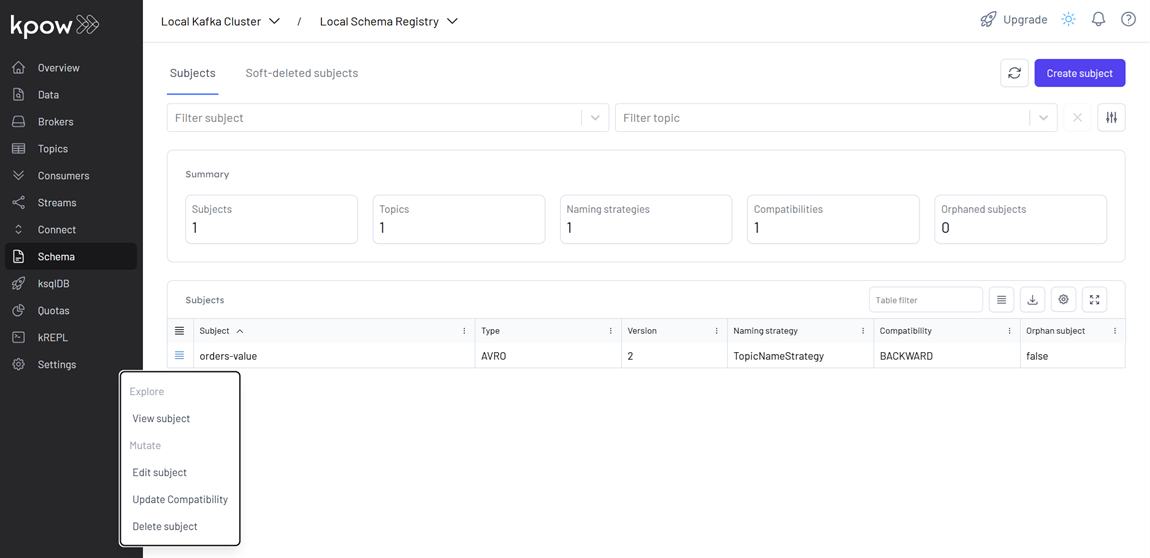 kpow
Local Kafka Cluster / Local Schema Registry
Upgrade
Overview
Data
Brokers
Topics
Consumers
Streams
Connect
Schema
ksqlDB
Quotas
kREPL
Settings
Subjects Soft-deleted subjects
Create subject
Filter subject Filter topic
Summary
Subjects
1
Topics
1
Naming strategies
1
Compatibilities
1
Orphaned subjects
0
Subjects
Table filter
Subject Type Version Naming strategy Compatibility Orphan subject
orders-value AVRO 2 TopicNameStrategy BACKWARD false
Explore
View subject
Mutate
Edit subject
Update Compatibility
Delete subject